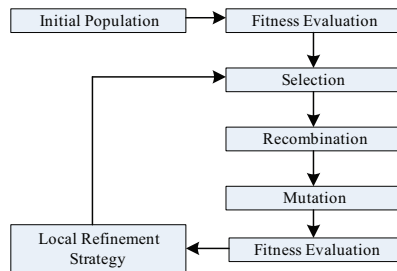 Initial Population
Fitness Evaluation
Selection
Recombination
Mutation
Fitness Evaluation
Local Refinement
Strategy